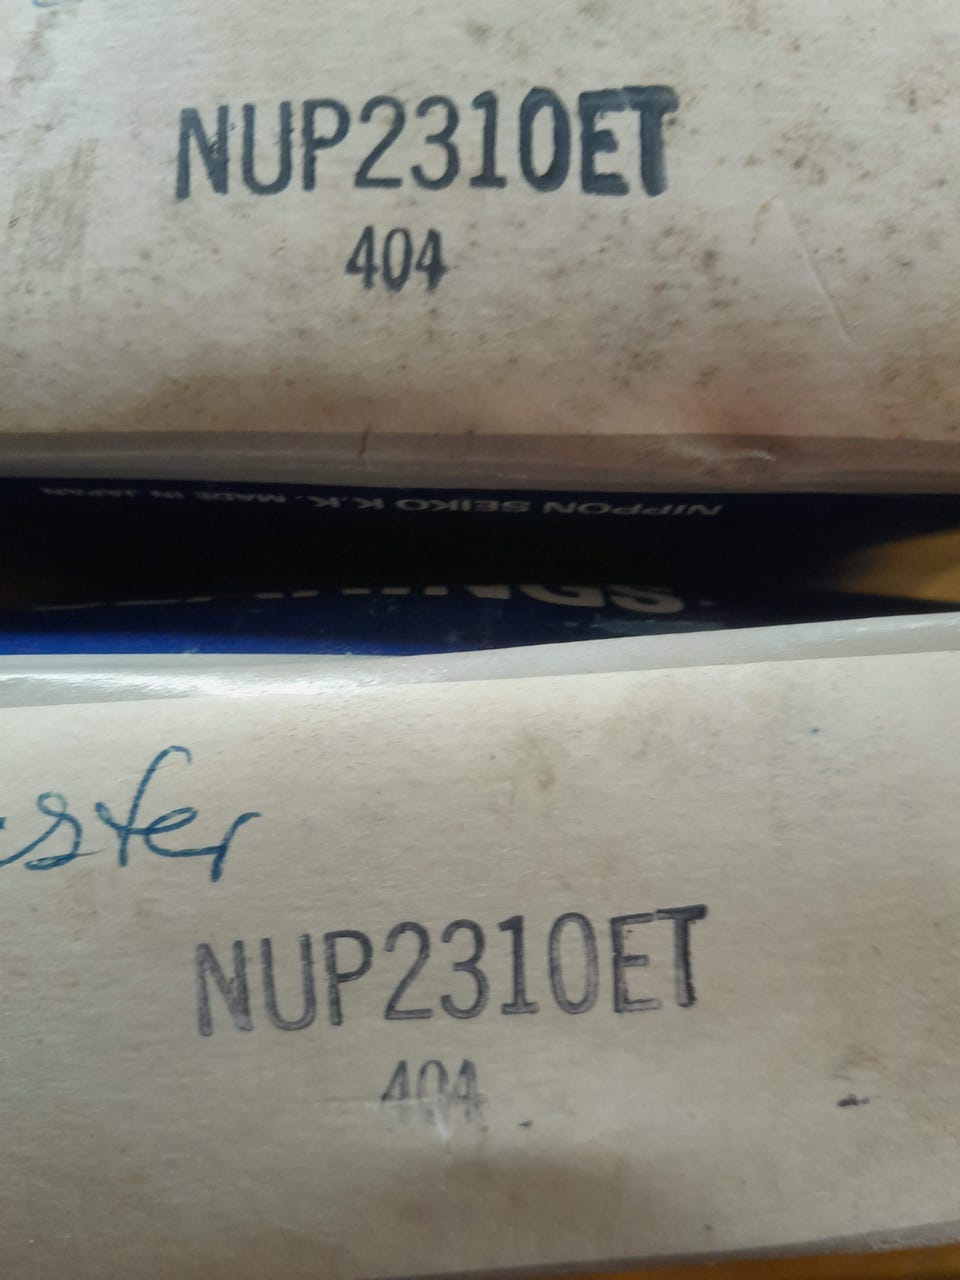 NUP2310ET
404
NIPPON SEIKO K.K. MADE IN JAPAN
NUP2310ET
404